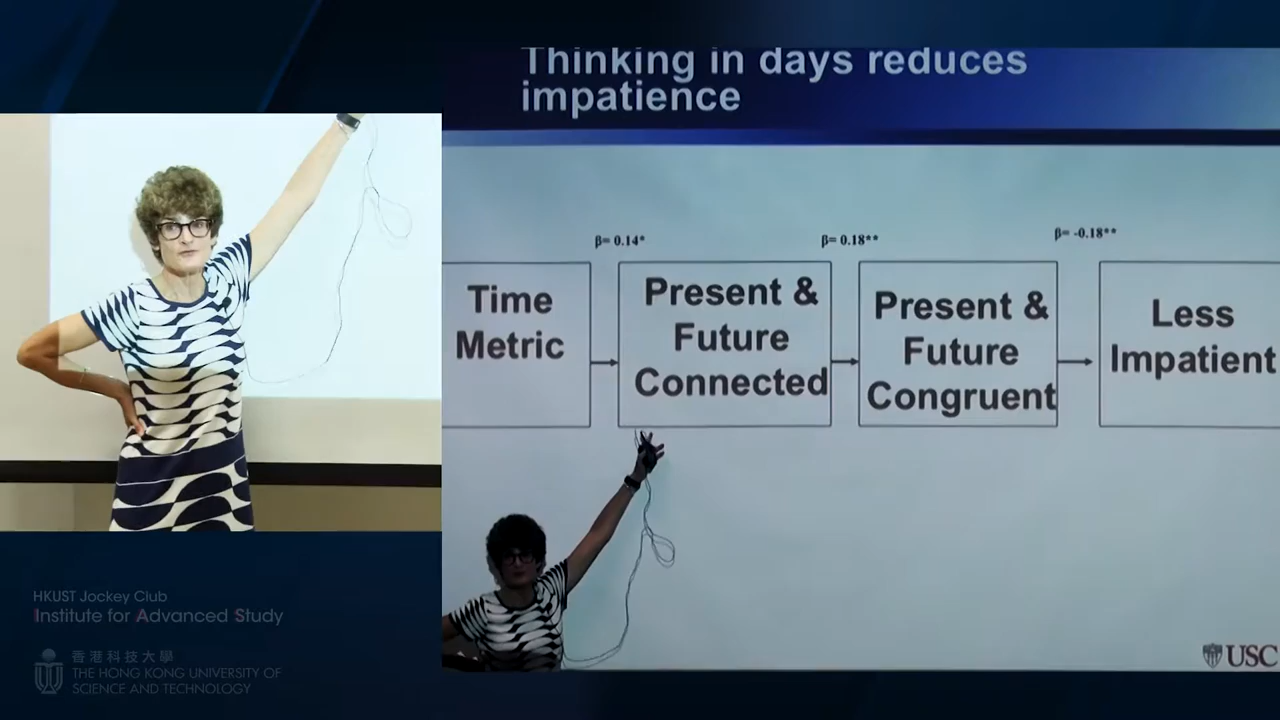 Thinking in days reduces
impatience
β= 0.14*
β= 0.18**
β= -0.18**
Time
Metric
Present &
Future
Connected
Present &
Future
Congruent
Less
Impatient
USC
HKUST Jockey Club
Institute for Advanced Study
香港科技大學
THE HONG KONG UNIVERSITY OF
SCIENCE AND TECHNOLOGY